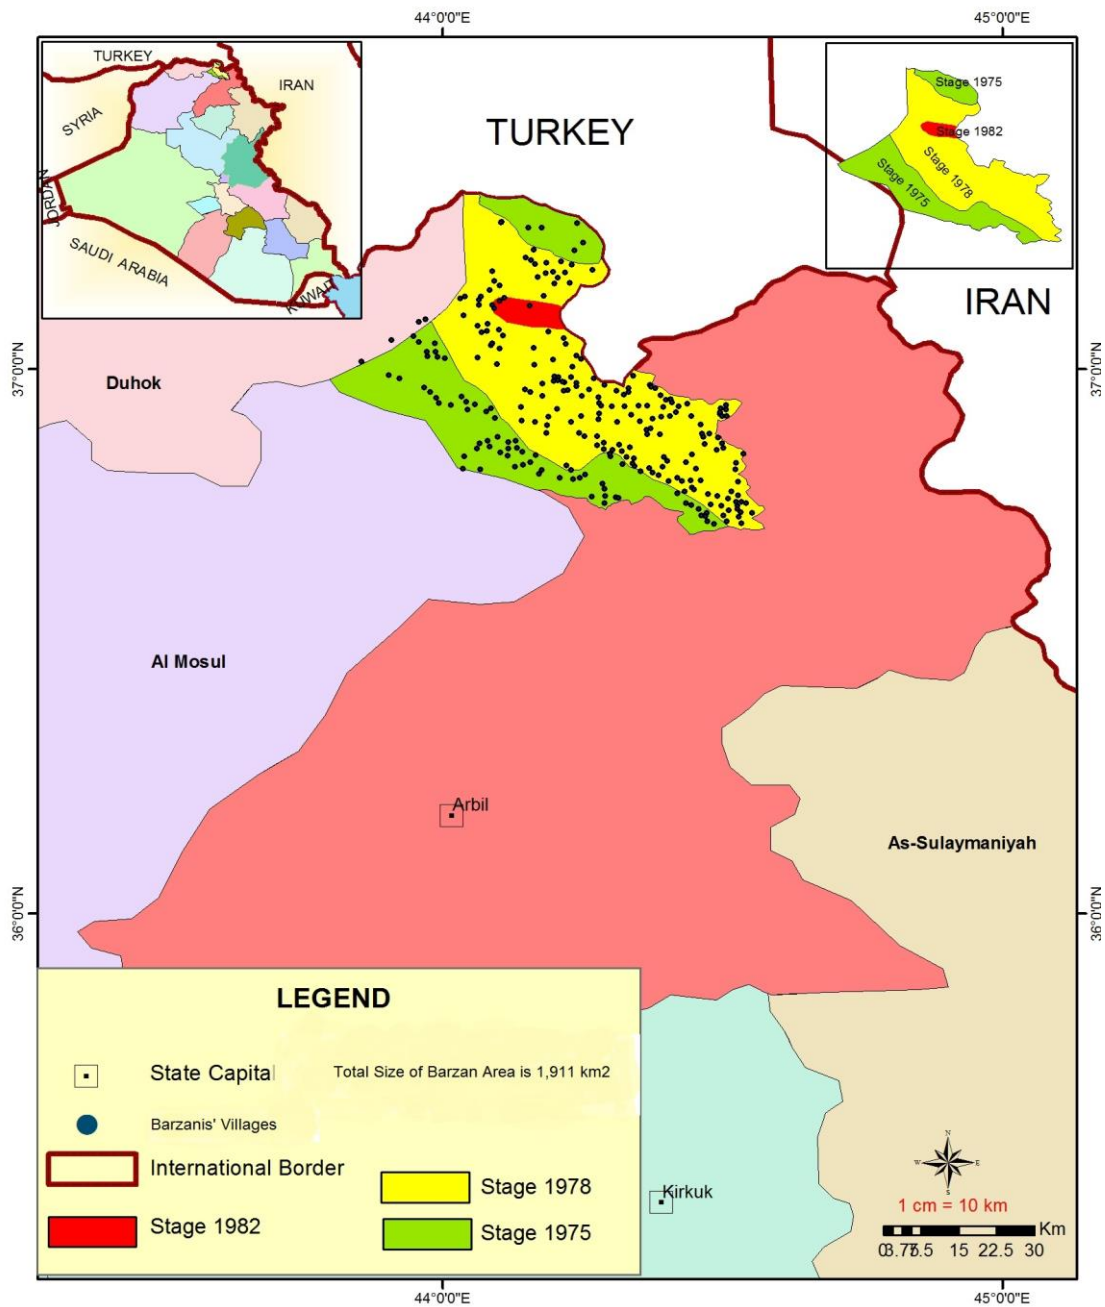 44°0'0"E
45°0'0"E
TURKEY
IRAN
SYRIA
JORDAN
SAUDI ARABIA
KUWAIT
TURKEY
Stage 1975
Stage 1982
Stage 1978
Stage 1975
IRAN
37°0'0"N
37°0'0"N
Duhok
Al Mosul
Arbil
As-Sulaymaniyah
36°0'0"N
36°0'0"N
LEGEND
State Capital
Total Size of Barzan Area is 1,911 km2
Barzanis' Villages
International Border
Stage 1978
Stage 1982
Stage 1975
Kirkuk
N
W
E
S
1 cm = 10 km
Km
15 22.5 30
44°0'0"E
45°0'0"E